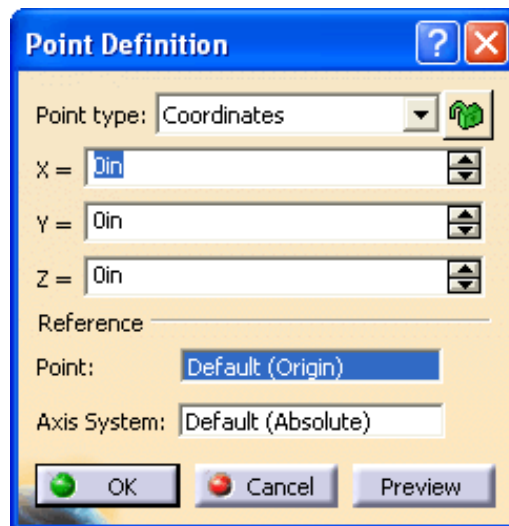 Point Definition
Point type: Coordinates
X = 0in
Y = 0in
Z = 0in
Reference
Point: Default (Origin)
Axis System: Default (Absolute)
OK Cancel Preview